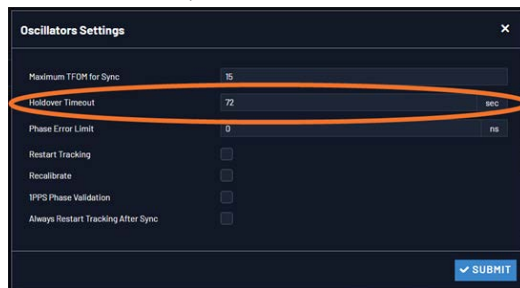 Oscillators Settings
Maximum TFOM for Sync 15
Holdover Timeout 72 sec
Phase Error Limit 0 ns
Restart Tracking
Recalibrate
1PPS Phase Validation
Always Restart Tracking After Sync
SUBMIT